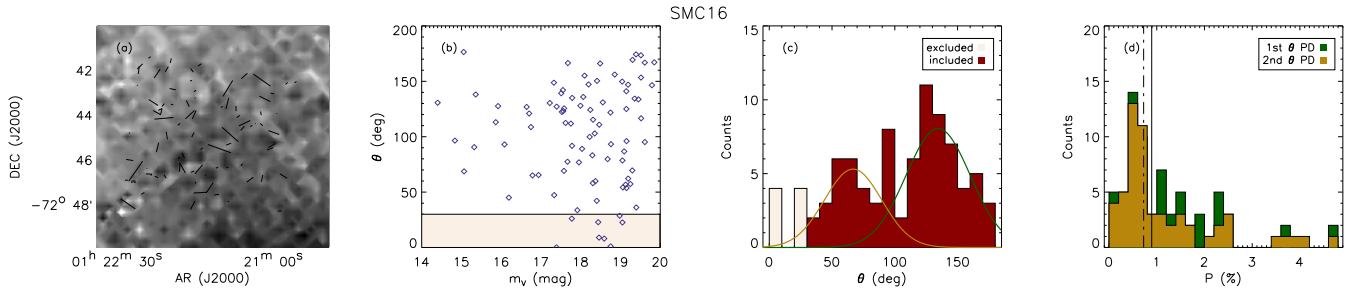 SMC16
(a)
42
44
46
−72° 48'
DEC (J2000)
01ʰ 22ᵐ 30ˢ
21ᵐ 00ˢ
AR (J2000)
(b)
200
150
100
50
0
θ (deg)
14 15 16 17 18 19 20
mᵥ (mag)
(c)
excluded
included
15
10
5
0
Counts
0 50 100 150
θ (deg)
(d)
1st θ PD
2nd θ PD
20
15
10
5
0
Counts
0 1 2 3 4
P (%)